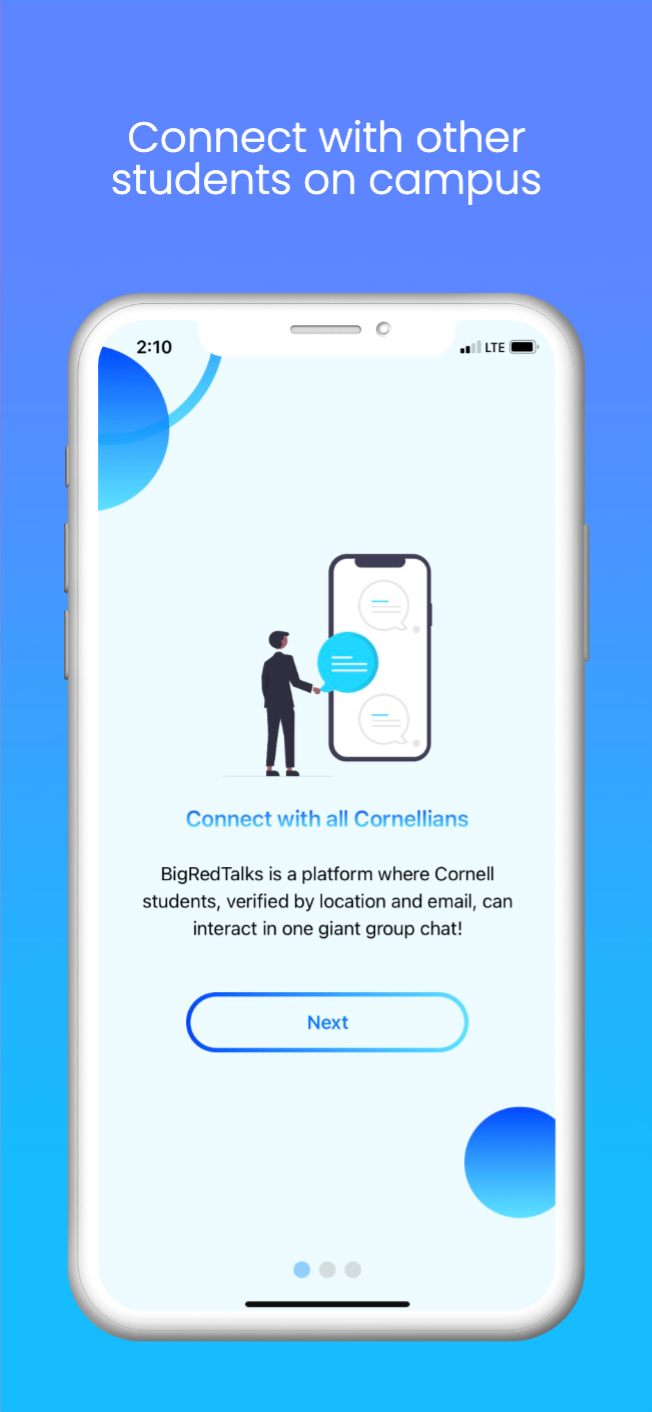 Connect with other
students on campus
2:10
LTE
Connect with all Cornellians
BigRedTalks is a platform where Cornell
students, verified by location and email, can
interact in one giant group chat!
Next